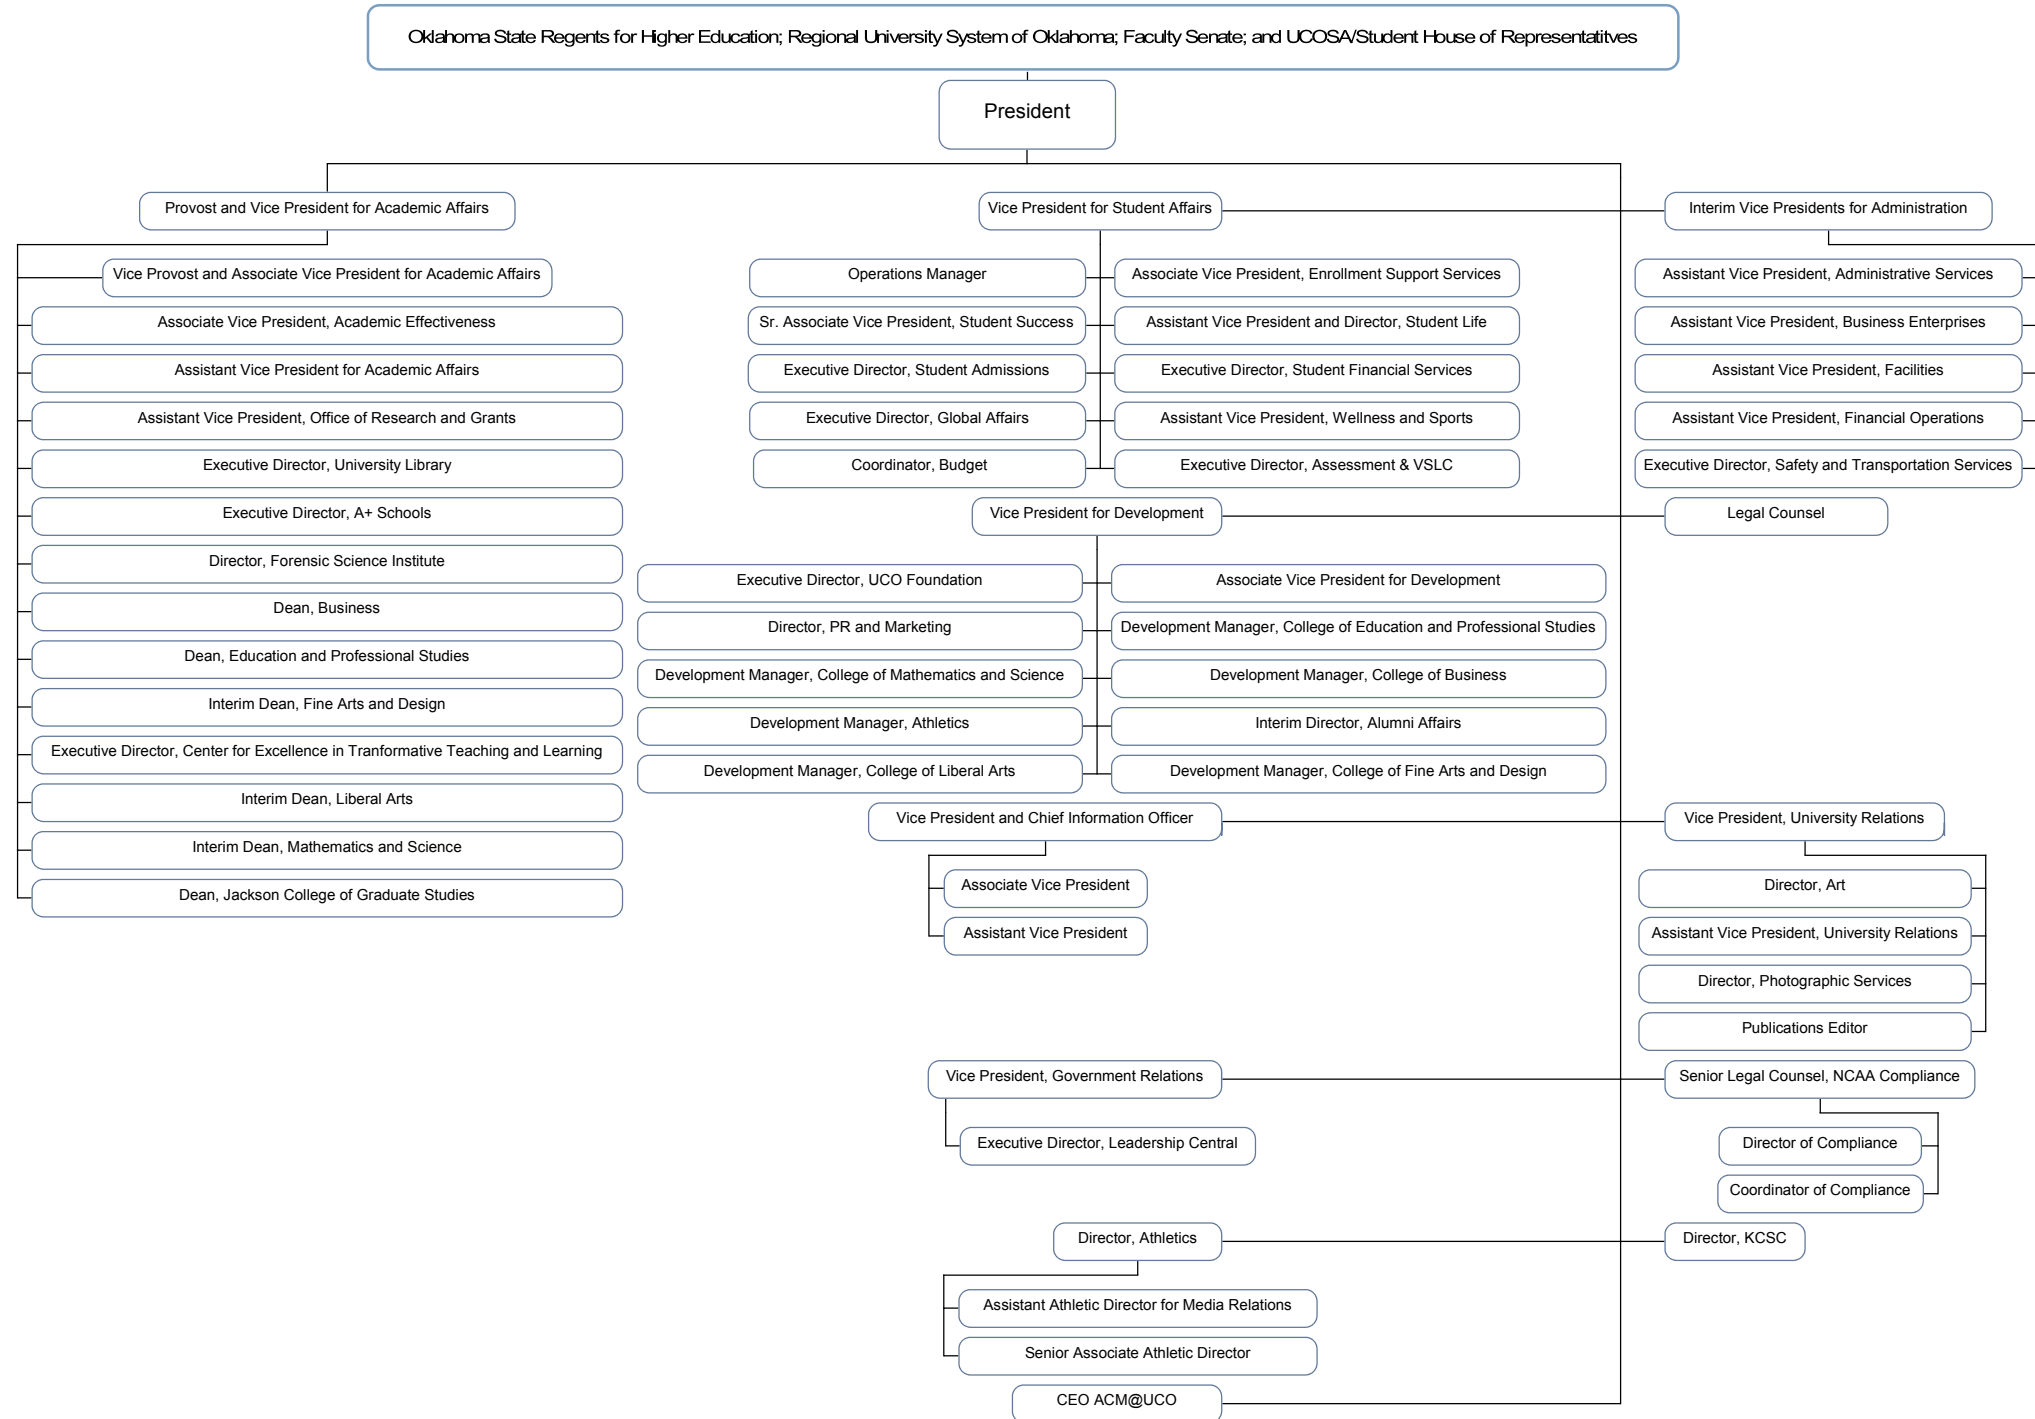 Oklahoma State Regents for Higher Education; Regional University System of Oklahoma; Faculty Senate; and UCOSA/Student House of Representatitves
President
Provost and Vice President for Academic Affairs
Vice Provost and Associate Vice President for Academic Affairs
Associate Vice President, Academic Effectiveness
Assistant Vice President for Academic Affairs
Assistant Vice President, Office of Research and Grants
Executive Director, University Library
Executive Director, A+ Schools
Director, Forensic Science Institute
Dean, Business
Dean, Education and Professional Studies
Interim Dean, Fine Arts and Design
Executive Director, Center for Excellence in Tranformative Teaching and Learning
Interim Dean, Liberal Arts
Interim Dean, Mathematics and Science
Dean, Jackson College of Graduate Studies
Vice President for Student Affairs
Operations Manager
Associate Vice President, Enrollment Support Services
Sr. Associate Vice President, Student Success
Assistant Vice President and Director, Student Life
Executive Director, Student Admissions
Executive Director, Student Financial Services
Executive Director, Global Affairs
Assistant Vice President, Wellness and Sports
Coordinator, Budget
Executive Director, Assessment & VSLC
Interim Vice Presidents for Administration
Assistant Vice President, Administrative Services
Assistant Vice President, Business Enterprises
Assistant Vice President, Facilities
Assistant Vice President, Financial Operations
Executive Director, Safety and Transportation Services
Vice President for Development
Executive Director, UCO Foundation
Associate Vice President for Development
Director, PR and Marketing
Development Manager, College of Education and Professional Studies
Development Manager, College of Mathematics and Science
Development Manager, College of Business
Development Manager, Athletics
Interim Director, Alumni Affairs
Development Manager, College of Liberal Arts
Development Manager, College of Fine Arts and Design
Legal Counsel
Vice President and Chief Information Officer
Associate Vice President
Assistant Vice President
Vice President, University Relations
Director, Art
Assistant Vice President, University Relations
Director, Photographic Services
Publications Editor
Vice President, Government Relations
Executive Director, Leadership Central
Senior Legal Counsel, NCAA Compliance
Director of Compliance
Coordinator of Compliance
Director, Athletics
Assistant Athletic Director for Media Relations
Senior Associate Athletic Director
Director, KCSC
CEO ACM@UCO